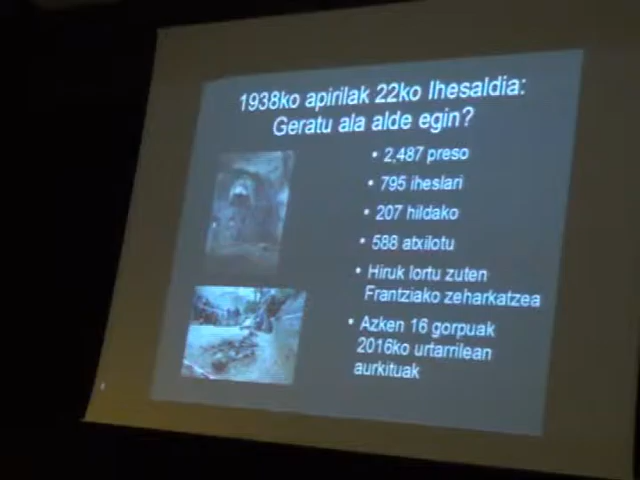 1938ko apirilak 22ko Ihesaldia:
Geratu ala alde egin?
• 2,487 preso
• 795 iheslari
• 207 hildako
• 588 atxilotu
• Hiruk lortu zuten
Frantziako zeharkatzea
• Azken 16 gorpuak
2016ko urtarrilean
aurkituak